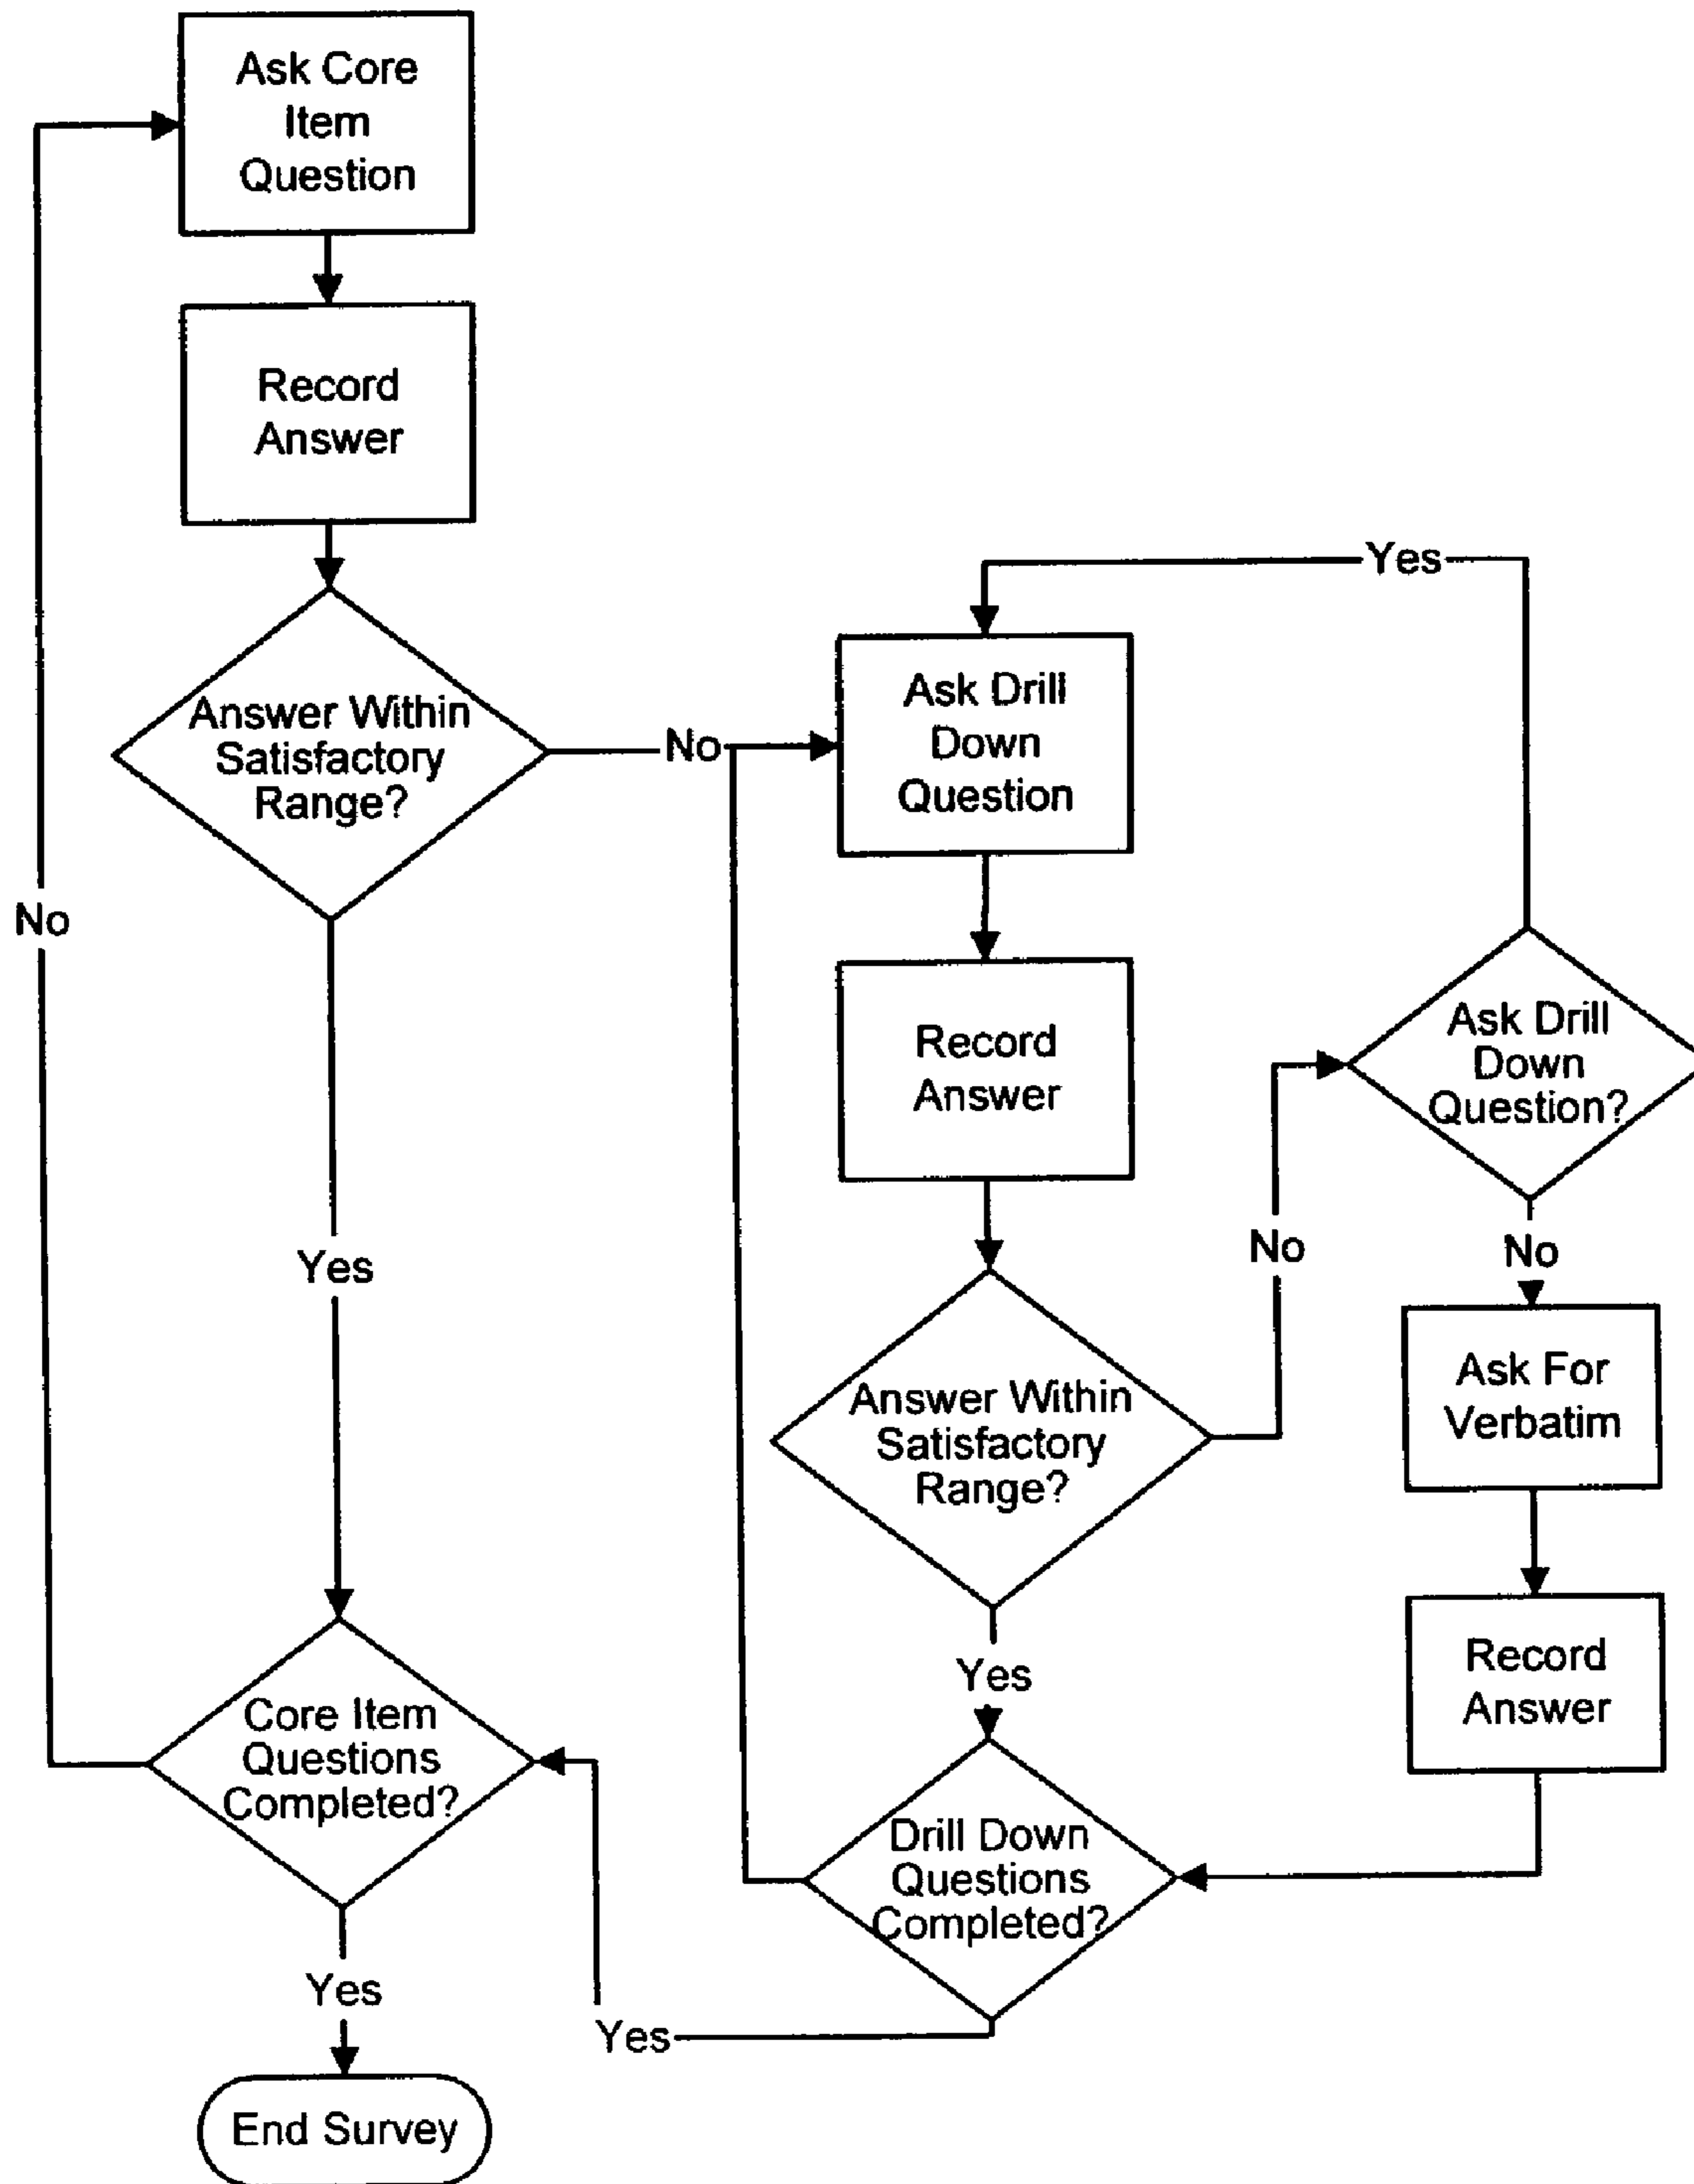 Ask Core
Item
Question
Record
Answer
Answer Within
Satisfactory
Range?
No
Yes
No
Core Item
Questions
Completed?
Yes
End Survey
Yes
Ask Drill
Down
Question
Record
Answer
Answer Within
Satisfactory
Range?
No
Yes
Drill Down
Questions
Completed?
Yes
Ask Drill
Down
Question?
No
Ask For
Verbatim
Record
Answer